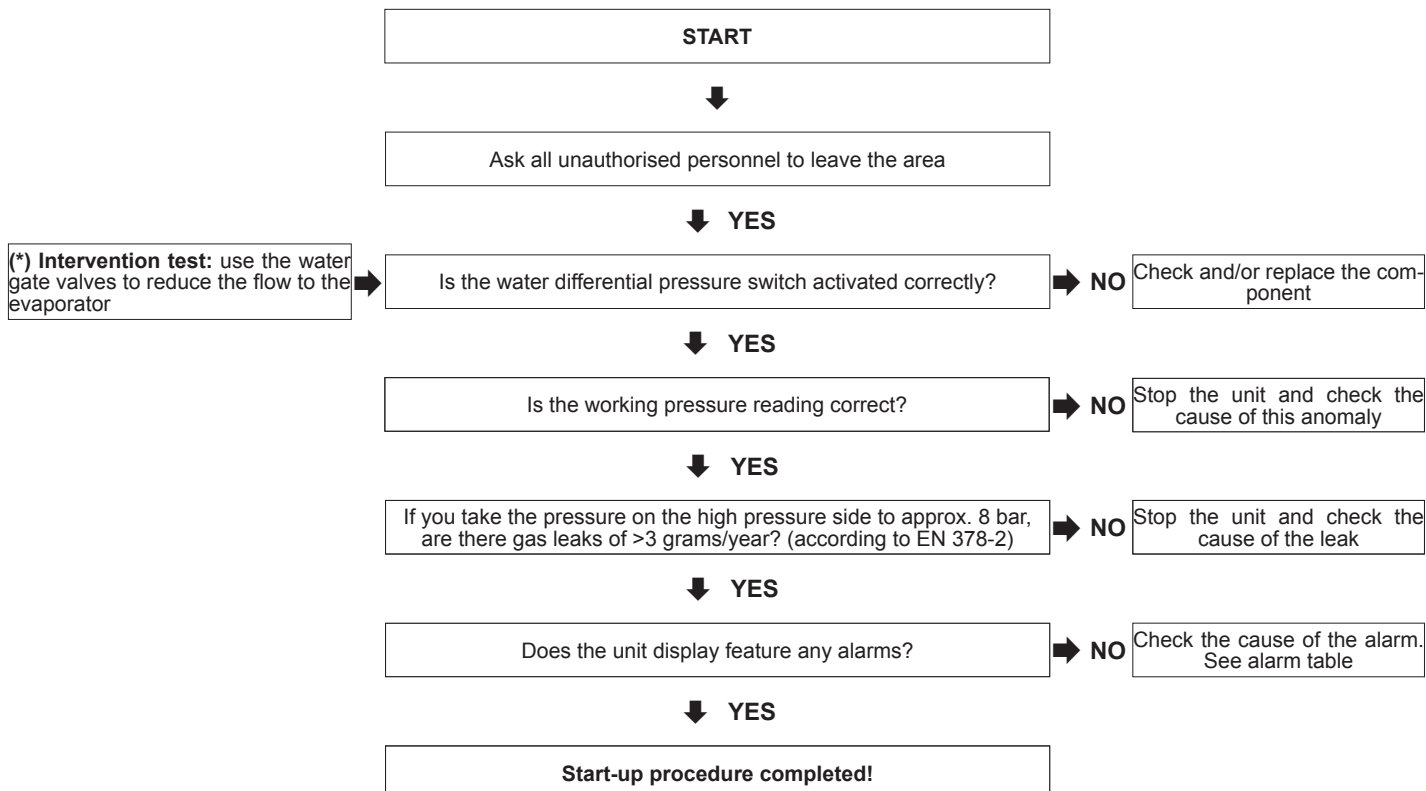 START
Ask all unauthorised personnel to leave the area
YES
(*) Intervention test: use the water
gate valves to reduce the flow to the
evaporator
Is the water differential pressure switch activated correctly?
NO
Check and/or replace the com-
ponent
YES
Is the working pressure reading correct?
NO
Stop the unit and check the
cause of this anomaly
YES
If you take the pressure on the high pressure side to approx. 8 bar,
are there gas leaks of >3 grams/year? (according to EN 378-2)
NO
Stop the unit and check the
cause of the leak
YES
Does the unit display feature any alarms?
NO
Check the cause of the alarm.
See alarm table
YES
Start-up procedure completed!